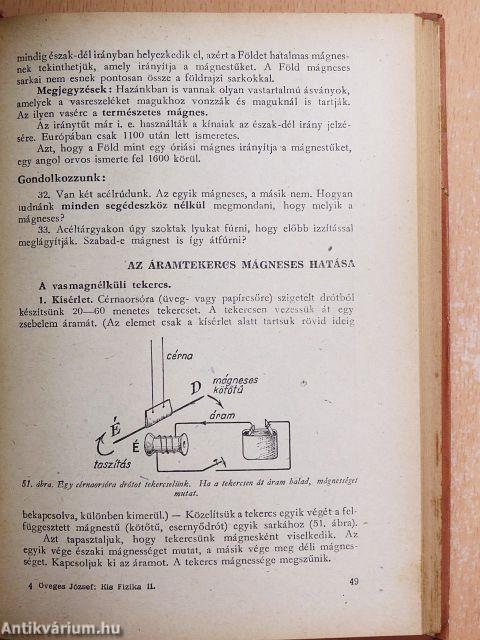 mindig észak-dél irányban helyezkedik el, azért a Földet hatalmas mágnes-
nek tekinthetjük, amely irányítja a mágnestűket. A Föld mágneses
sarkai nem esnek pontosan össze a földrajzi sarkokkal.
Megjegyzések: Hazánkban is vannak olyan vastartalmú ásványok,
amelyek a vasreszeléket magukhoz vonzzák és maguknál is tartják.
Az ilyen vasérc a természetes mágnes.
Az iránytűt már i. e. használták a kínaiak az észak-dél irány jelzé-
sére. Európában csak 1100 után lett ismeretes.
Azt, hogy a Föld mint egy óriási mágnes irányítja a mágnestűket,
egy angol orvos ismerte fel 1600 körül.
Gondolkozzunk:
32. Van két acélrúdunk. Az egyik mágneses, a másik nem. Hogyan
tudnánk minden segédeszköz nélkül megmondani, hogy melyik a
mágneses?
33. Acéltárgyakon úgy szoktak lyukat fúrni, hogy előbb izzítással
meglágyítják. Szabad-e mágnest is így átfúrni?
AZ ÁRAMTEKERCS MÁGNESES HATÁSA
A vasmagnélküli tekercs.
1. Kísérlet. Cérnaorsóra (üveg- vagy papírcsőre) szigetelt drótból
készítsünk 20—60 menetes tekercset. A tekercsen vezessük át egy
zsebelem áramát. (Az elemet csak a kísérlet alatt tartsuk rövid ideig
cérna
D
mágneses
kötőtű
É
É
áram
taszítás
51. ábra. Egy cérnaorsóra drótot tekercselünk. Ha a tekercsen át áram halad, mágnességet
mutat.
bekapcsolva, különben kimerül.) — Közelítsük a tekercs egyik végét a fel-
függesztett mágnestű (kötőtű, esernyődrót) egyik sarkához (51. ábra).
Azt tapasztaljuk, hogy tekercsünk mágnesként viselkedik. Az
egyik vége északi mágnességet mutat, a másik vége meg déli mágnes-
séget. Kapcsoljuk ki az áramot. A tekercs mágnessége megszűnik.
4 Öveges József: Kis Fizika II.
49
Antikvárium.hu